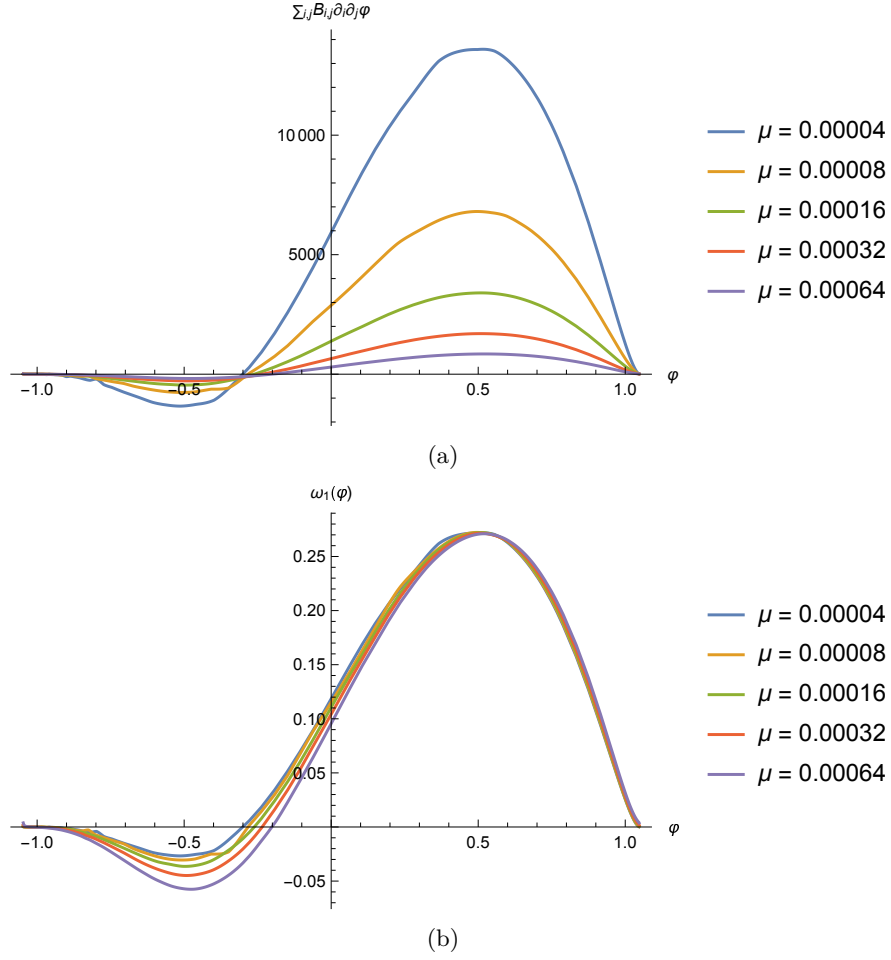 ∑i,j Bi,j ∂i∂jφ
10000
5000
−1.0 −0.5 0.5 1.0 φ
μ = 0.00004
μ = 0.00008
μ = 0.00016
μ = 0.00032
μ = 0.00064
(a)
ω1(φ)
0.25
0.20
0.15
0.10
0.05
−1.0 −0.5 0.5 1.0 φ
−0.05
μ = 0.00004
μ = 0.00008
μ = 0.00016
μ = 0.00032
μ = 0.00064
(b)